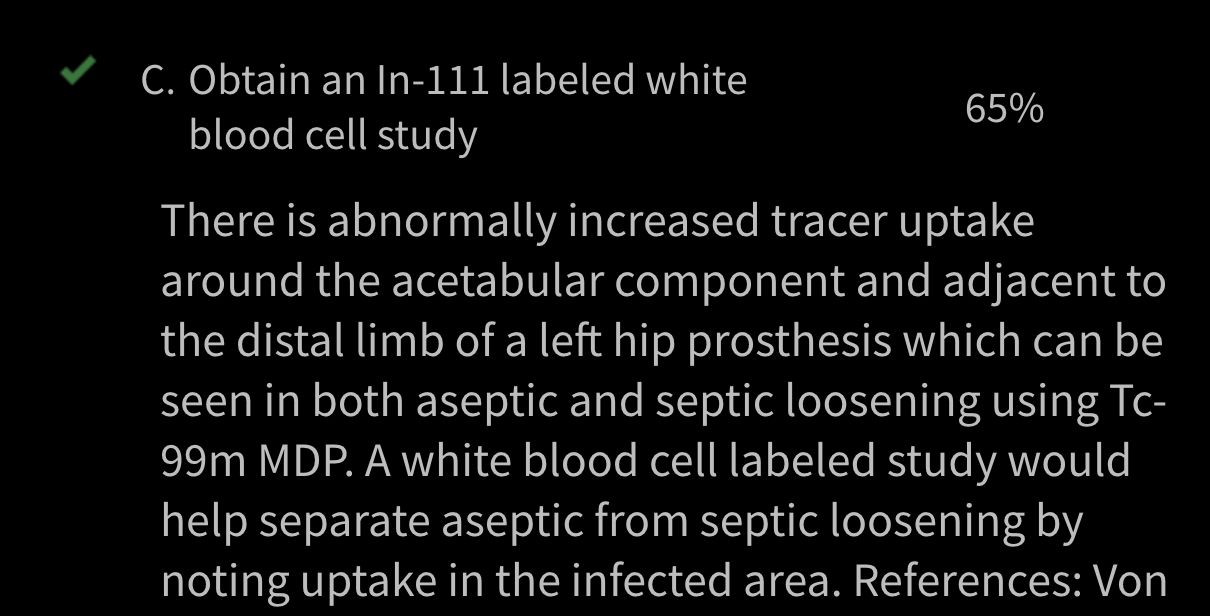 C. Obtain an In-111 labeled white
blood cell study
65%
There is abnormally increased tracer uptake
around the acetabular component and adjacent to
the distal limb of a left hip prosthesis which can be
seen in both aseptic and septic loosening using Tc-
99m MDP. A white blood cell labeled study would
help separate aseptic from septic loosening by
noting uptake in the infected area. References: Von